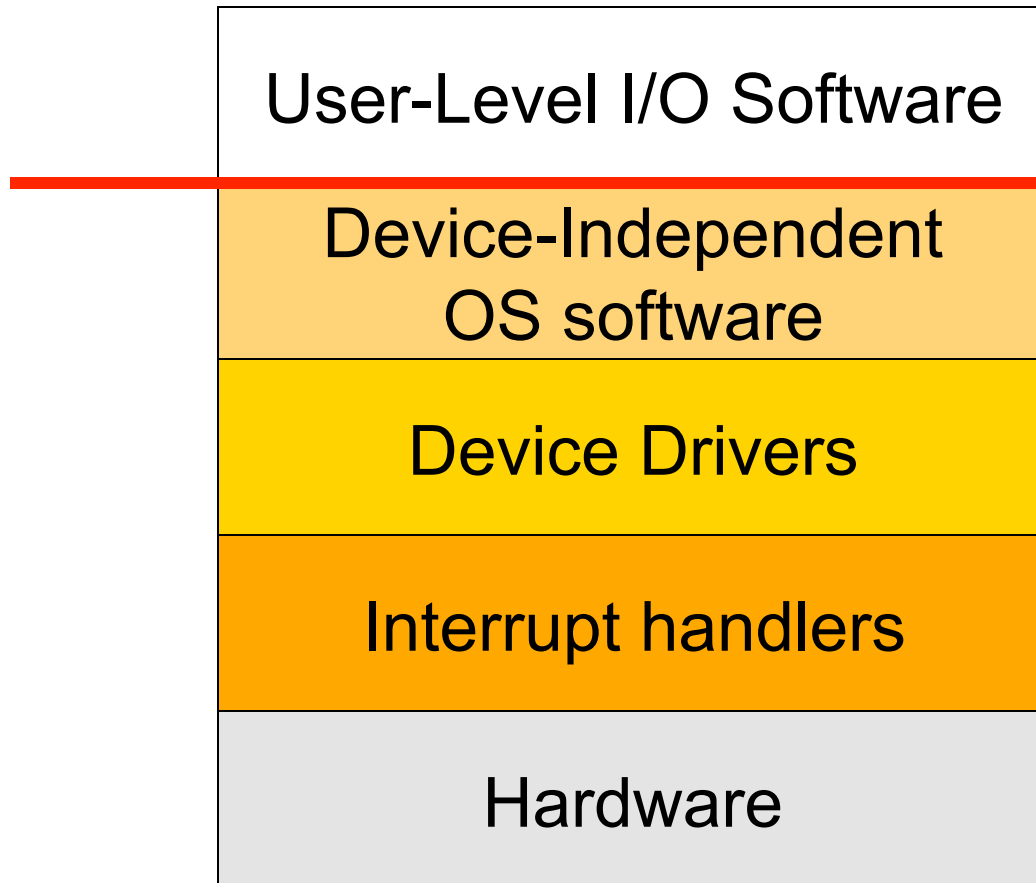 User-Level I/O Software
Device-Independent
OS software
Device Drivers
Interrupt handlers
Hardware